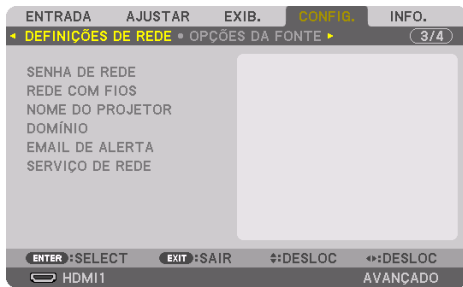 ENTRADA AJUSTAR EXIB. CONFIG. INFO.
DEFINIÇÕES DE REDE • OPÇÕES DA FONTE 3/4
SENHA DE REDE
REDE COM FIOS
NOME DO PROJETOR
DOMÍNIO
EMAIL DE ALERTA
SERVIÇO DE REDE
ENTER :SELECT EXIT :SAIR :DESLOC :DESLOC
HDMI1 AVANÇADO